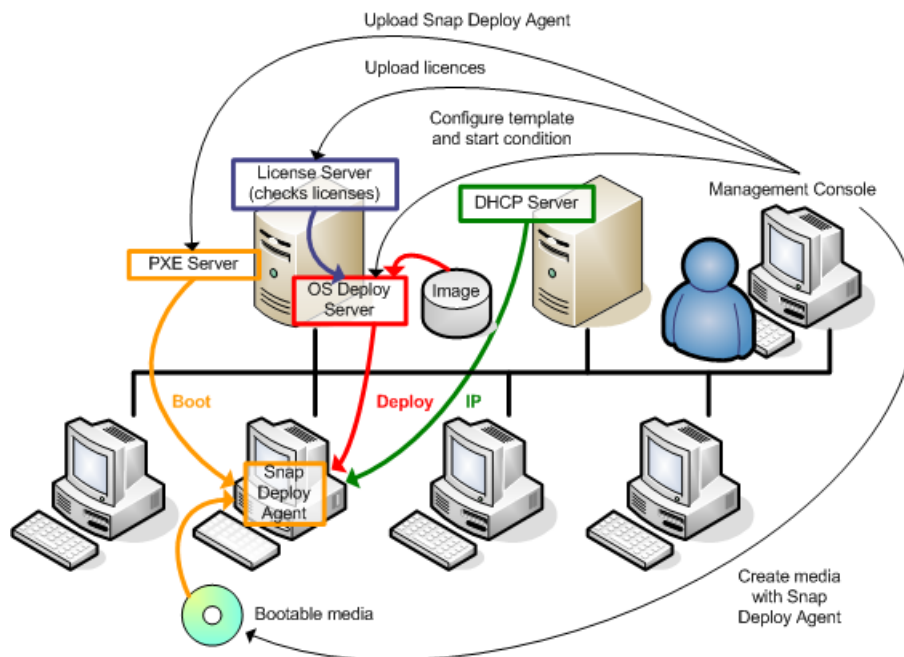 Upload Snap Deploy Agent
Upload licences
Configure template
and start condition
License Server
(checks licenses)
DHCP Server
Management Console
PXE Server
OS Deploy
Server
Image
Boot
Deploy
IP
Snap
Deploy
Agent
Bootable media
Create media
with Snap
Deploy Agent